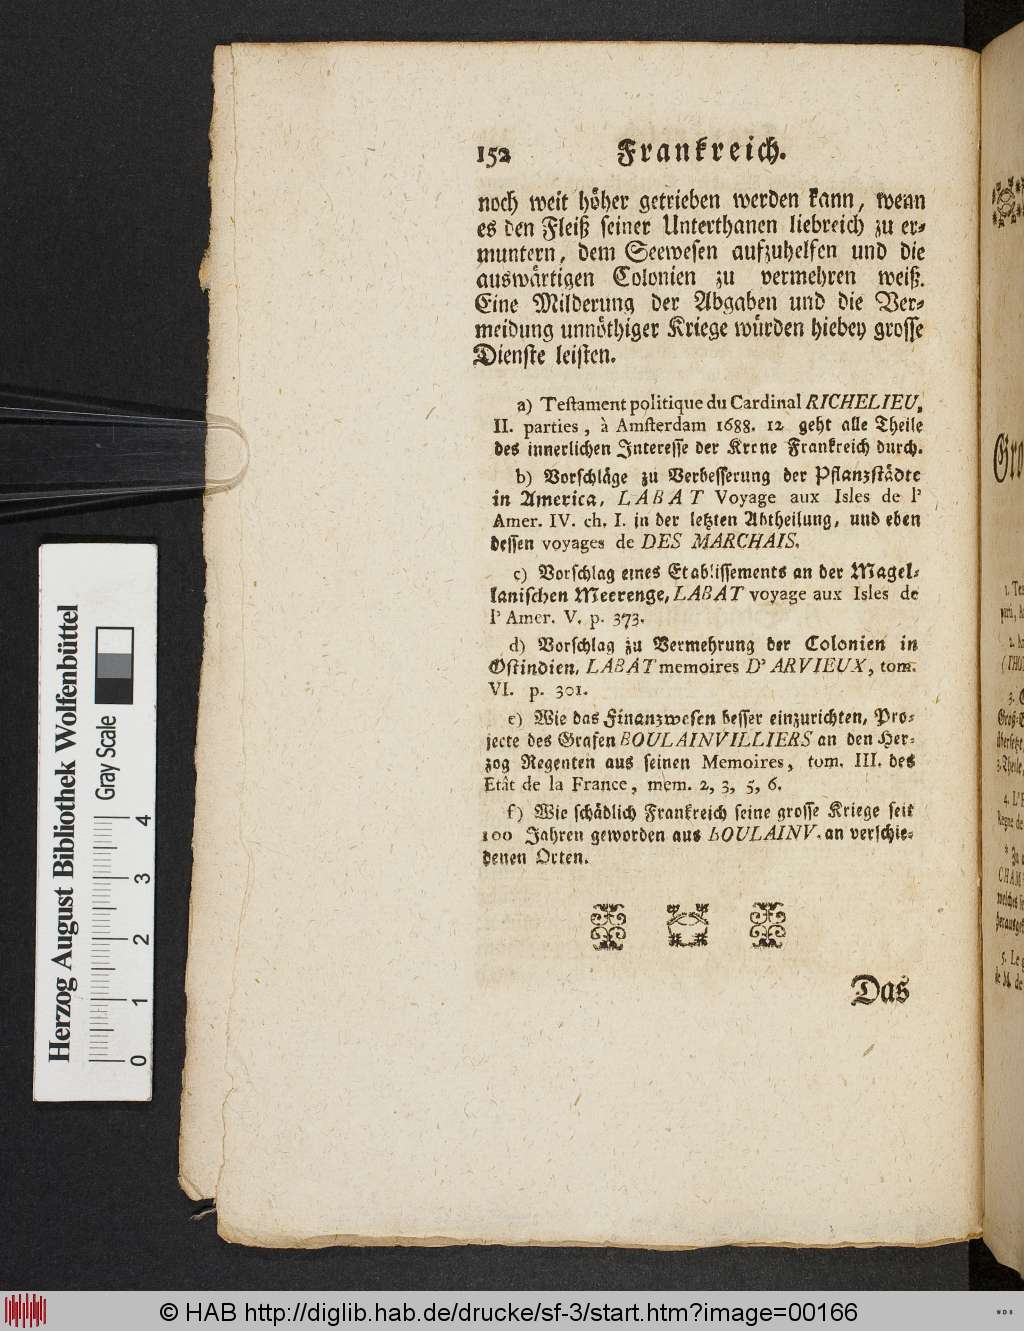 152 Frankreich.
noch weit höher getrieben werden kann, wenn
es den Fleiß seiner Unterthanen liebreich zu er-
muntern, dem Seewesen aufzuhelfen und die
auswärtigen Colonien zu vermehren weiß.
Eine Milderung der Abgaben und die Ver-
meidung unnöthiger Kriege würden hiebey grosse
Dienste leisten.
a) Testament politique du Cardinal RICHELIEU,
II. parties, à Amsterdam 1688. 12 geht alle Theile
des innerlichen Interesse der Krone Frankreich durch.
b) Vorschläge zu Verbesserung der Pflanzstädte
in America, LABAT Voyage aux Isles de l'
Amer. IV. ch. I. in der letzten Abtheilung, und eben
dessen voyages de DES MARCHAIS.
c) Vorschlag eines Etablissements an der Magel-
lanischen Meerenge, LABAT voyage aux Isles de
l' Amer. V. p. 373.
d) Vorschlag zu Vermehrung der Colonien in
Ostindien, LABAT memoires D' ARVIEUX, tom.
VI. p. 301.
e) Wie das Finanzwesen besser einzurichten, Pro-
jecte des Grafen BOULAINVILLIERS an den Her-
zog Regenten aus seinen Memoires, tom. III. des
Etât de la France, mem. 2, 3, 5, 6.
f) Wie schädlich Frankreich seine grosse Kriege seit
100 Jahren geworden aus BOULAINV. an verschie-
denen Orten.
Das
Herzog August Bibliothek Wolfenbüttel
Gray Scale
0 1 2 3 4
© HAB http://diglib.hab.de/drucke/sf-3/start.htm?image=00166